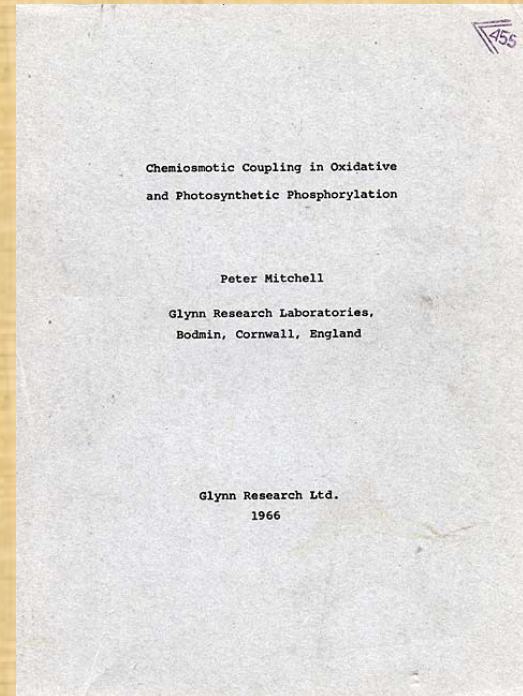 455
Chemiosmotic Coupling in Oxidative
and Photosynthetic Phosphorylation
Peter Mitchell
Glynn Research Laboratories,
Bodmin, Cornwall, England
Glynn Research Ltd.
1966